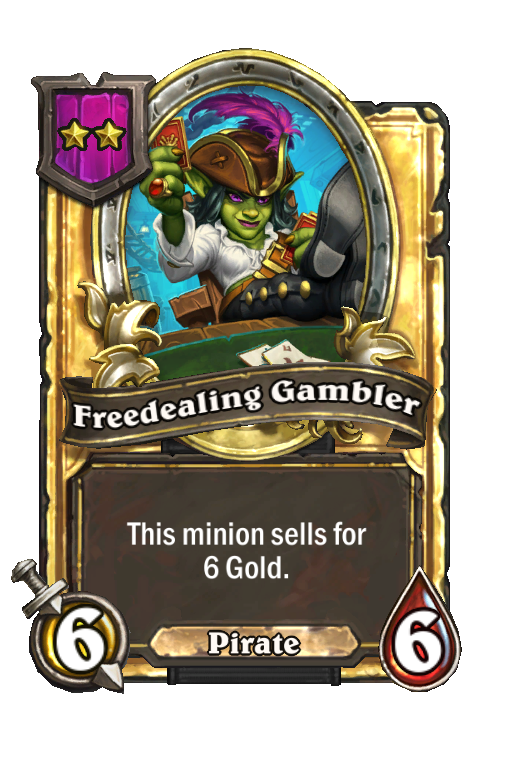 Freedealing Gambler
This minion sells for
6 Gold.
6
Pirate
6